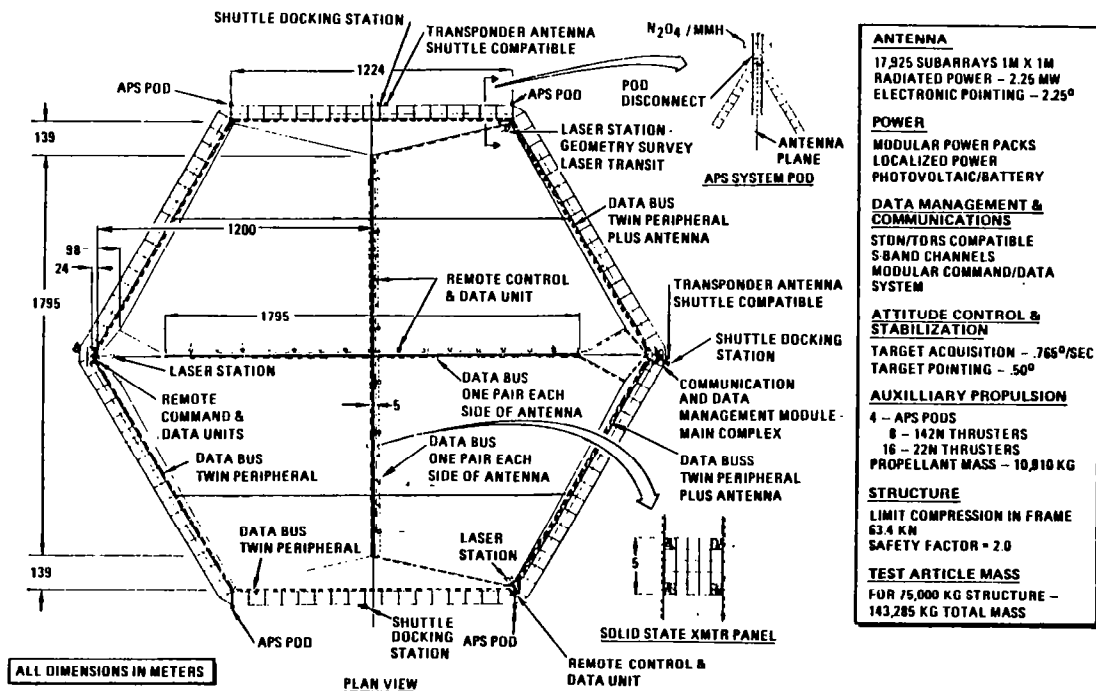 SHUTTLE DOCKING STATION
TRANSPONDER ANTENNA
SHUTTLE COMPATIBLE
1224
APS POD
APS POD
139
LASER STATION -
GEOMETRY SURVEY
LASER TRANSIT
N2O4 / MMH
POD
DISCONNECT
ANTENNA
PLANE
APS SYSTEM POD
DATA BUS
TWIN PERIPHERAL
PLUS ANTENNA
1200
98
24
1795
REMOTE CONTROL
& DATA UNIT
1795
TRANSPONDER ANTENNA
SHUTTLE COMPATIBLE
SHUTTLE DOCKING
STATION
LASER STATION
REMOTE
COMMAND &
DATA UNITS
DATA BUS
ONE PAIR EACH
SIDE OF ANTENNA
5
COMMUNICATION
AND DATA
MANAGEMENT MODULE -
MAIN COMPLEX
DATA BUS
TWIN PERIPHERAL
DATA BUS
ONE PAIR EACH
SIDE OF ANTENNA
DATA BUSS
TWIN PERIPHERAL
PLUS ANTENNA
DATA BUS
TWIN PERIPHERAL
LASER
STATION
139
5
APS POD
SHUTTLE
DOCKING
STATION
APS POD
SOLID STATE XMTR PANEL
REMOTE CONTROL &
DATA UNIT
ALL DIMENSIONS IN METERS
PLAN VIEW
ANTENNA
17,925 SUBARRAYS 1M X 1M
RADIATED POWER - 2.25 MW
ELECTRONIC POINTING - 2.25º
POWER
MODULAR POWER PACKS
LOCALIZED POWER
PHOTOVOLTAIC/BATTERY
DATA MANAGEMENT &
COMMUNICATIONS
STDN/TDRS COMPATIBLE
S-BAND CHANNELS
MODULAR COMMAND/DATA
SYSTEM
ATTITUDE CONTROL &
STABILIZATION
TARGET ACQUISITION - .765º/SEC
TARGET POINTING - .50º
AUXILLIARY PROPULSION
4 - APS PODS
8 - 142N THRUSTERS
16 - 22N THRUSTERS
PROPELLANT MASS - 10,910 KG
STRUCTURE
LIMIT COMPRESSION IN FRAME
63.4 KN
SAFETY FACTOR = 2.0
TEST ARTICLE MASS
FOR 75,000 KG STRUCTURE -
143,285 KG TOTAL MASS